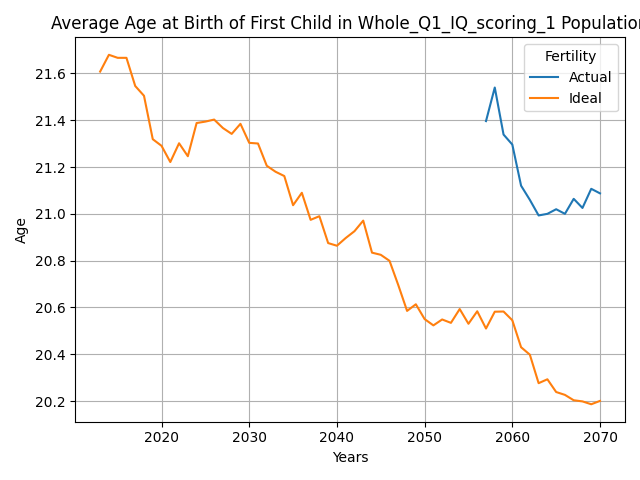 Average Age at Birth of First Child in Whole_Q1_IQ_scoring_1 Population
Fertility
Actual
Ideal
21.6
21.4
21.2
21.0
20.8
20.6
20.4
20.2
Age
2020 2030 2040 2050 2060 2070
Years